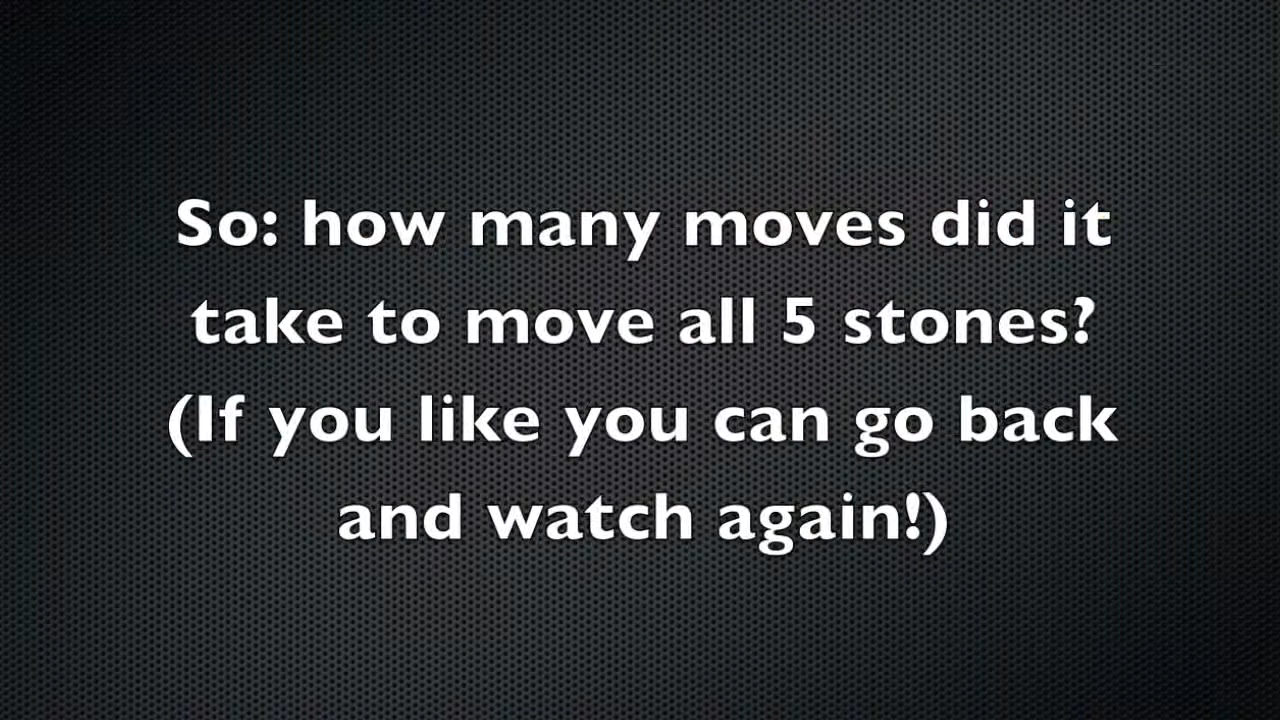 So: how many moves did it
take to move all 5 stones?
(If you like you can go back
and watch again!)